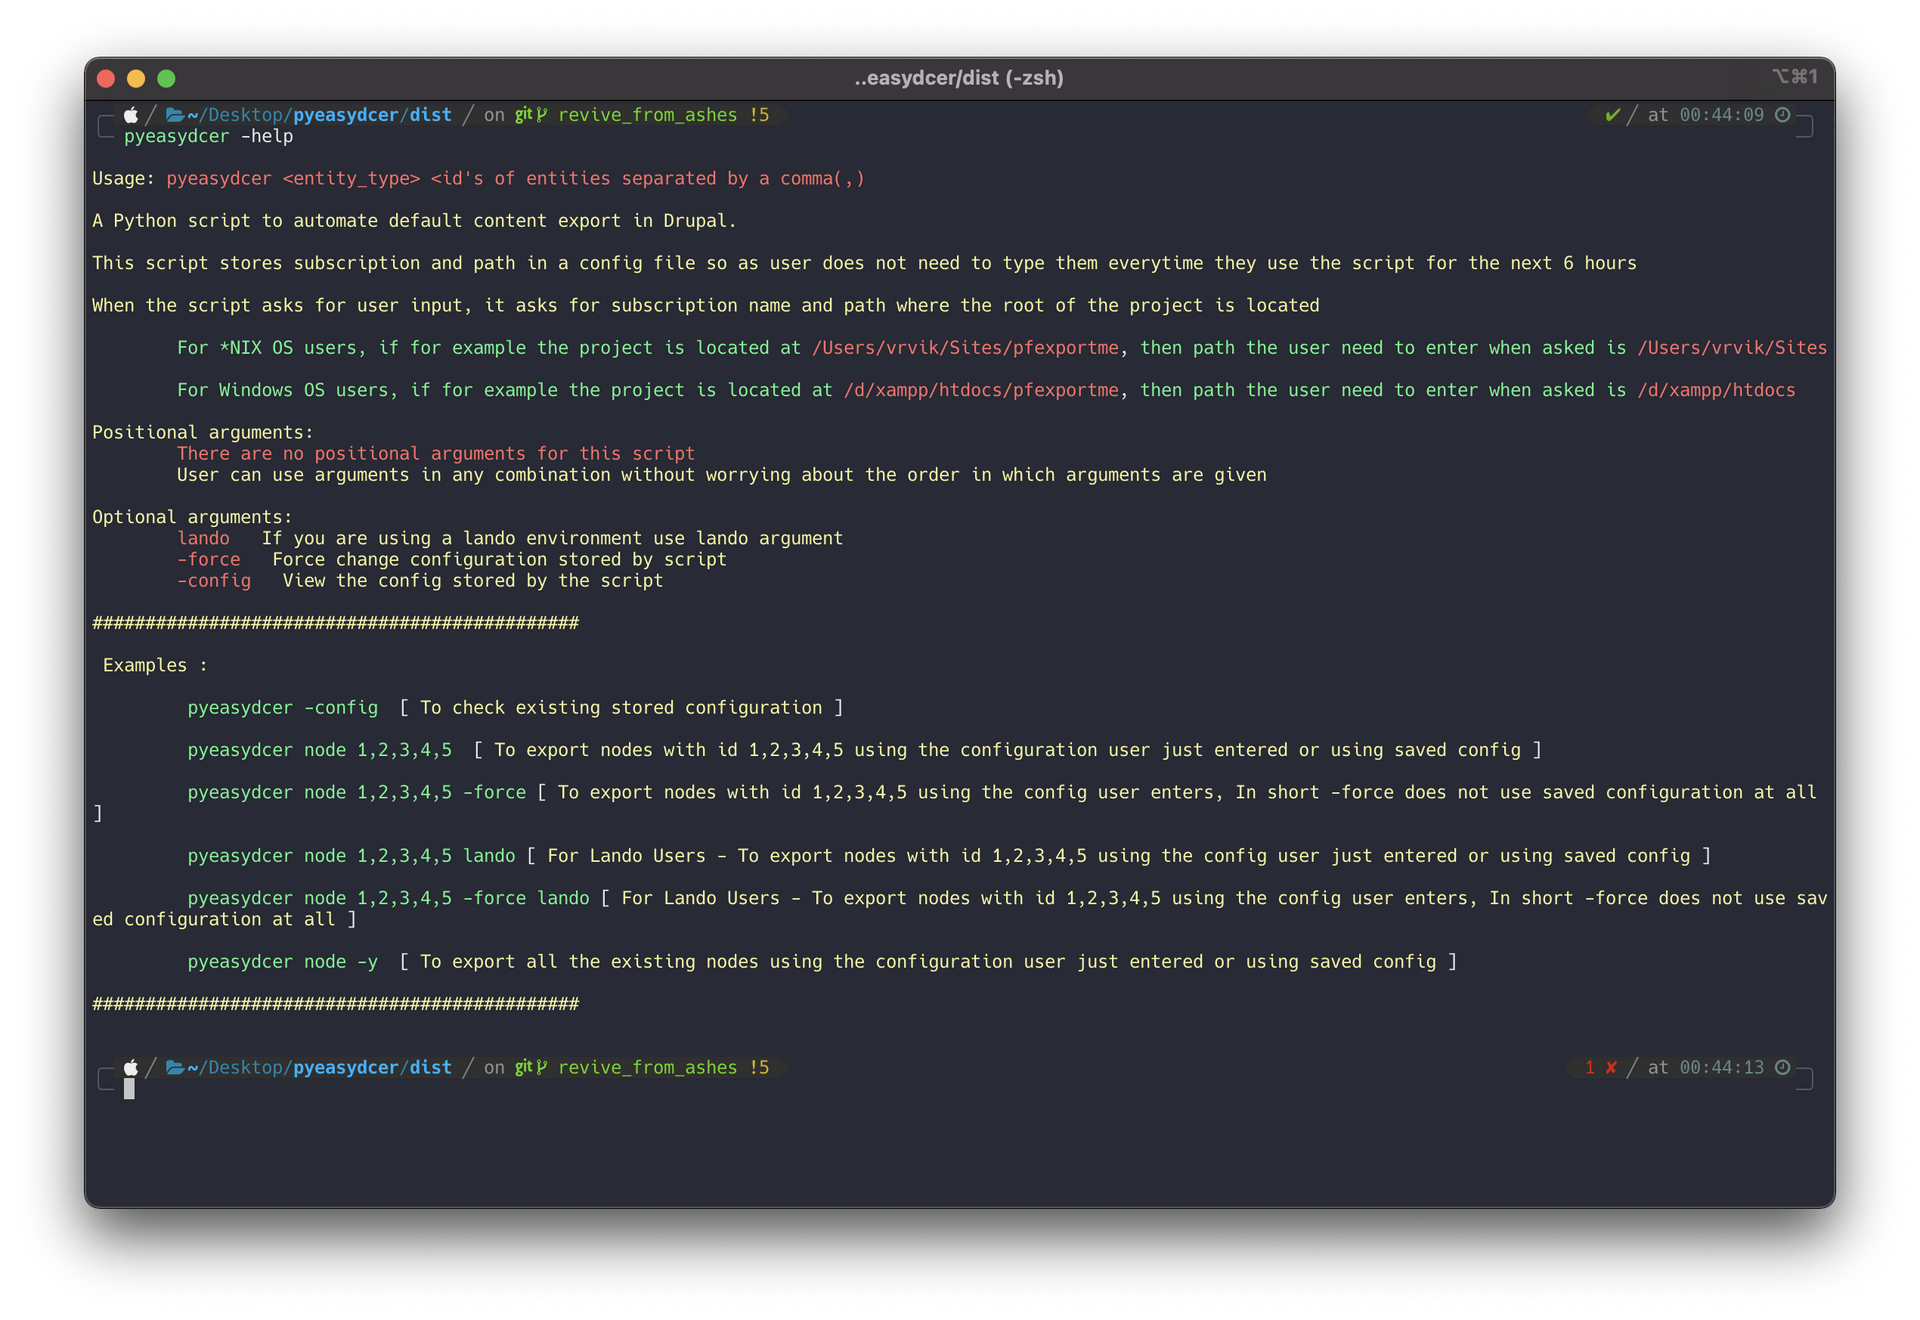 ..easydcer/dist (-zsh) ⌥⌘1
~/Desktop/pyeasydcer/dist on git revive_from_ashes !5 ✔ at 00:44:09
pyeasydcer -help
Usage: pyeasydcer <entity_type> <id's of entities separated by a comma(,)
A Python script to automate default content export in Drupal.
This script stores subscription and path in a config file so as user does not need to type them everytime they use the script for the next 6 hours
When the script asks for user input, it asks for subscription name and path where the root of the project is located
For *NIX OS users, if for example the project is located at /Users/vrvik/Sites/pfexportme, then path the user need to enter when asked is /Users/vrvik/Sites
For Windows OS users, if for example the project is located at /d/xampp/htdocs/pfexportme, then path the user need to enter when asked is /d/xampp/htdocs
Positional arguments:
There are no positional arguments for this script
User can use arguments in any combination without worrying about the order in which arguments are given
Optional arguments:
lando If you are using a lando environment use lando argument
-force Force change configuration stored by script
-config View the config stored by the script
##############################################
Examples :
pyeasydcer -config [ To check existing stored configuration ]
pyeasydcer node 1,2,3,4,5 [ To export nodes with id 1,2,3,4,5 using the configuration user just entered or using saved config ]
pyeasydcer node 1,2,3,4,5 -force [ To export nodes with id 1,2,3,4,5 using the config user enters, In short -force does not use saved configuration at all
]
pyeasydcer node 1,2,3,4,5 lando [ For Lando Users - To export nodes with id 1,2,3,4,5 using the config user just entered or using saved config ]
pyeasydcer node 1,2,3,4,5 -force lando [ For Lando Users - To export nodes with id 1,2,3,4,5 using the config user enters, In short -force does not use sav
ed configuration at all ]
pyeasydcer node -y [ To export all the existing nodes using the configuration user just entered or using saved config ]
##############################################
~/Desktop/pyeasydcer/dist on git revive_from_ashes !5 1 ✘ at 00:44:13